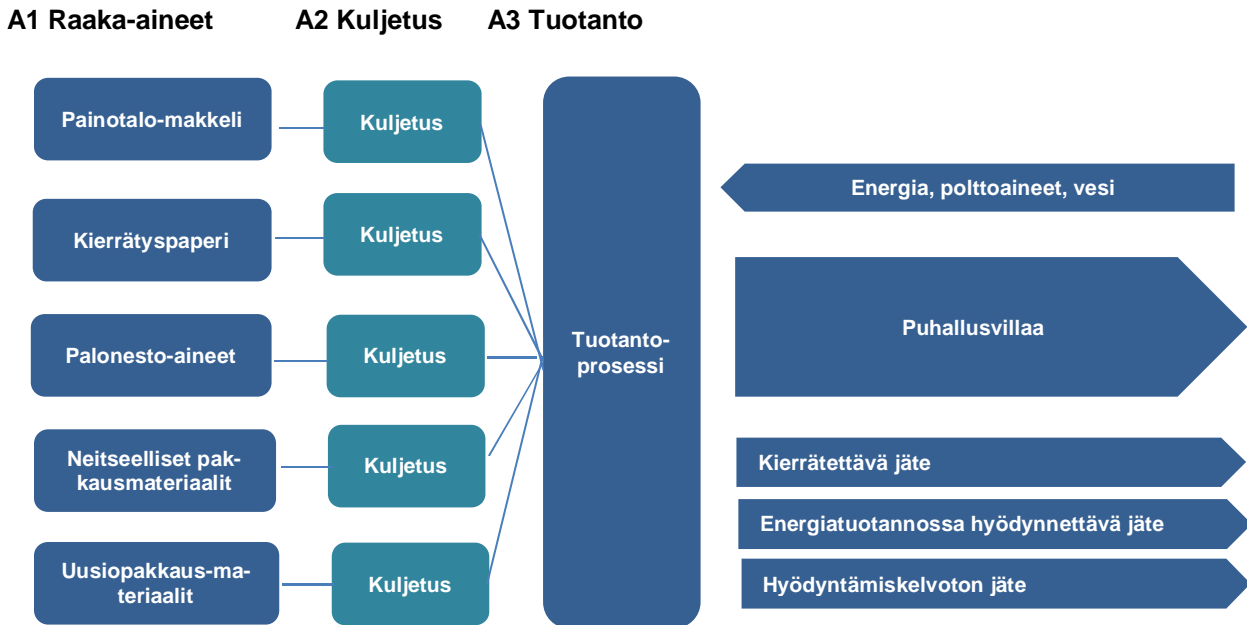 A1 Raaka-aineet
A2 Kuljetus
A3 Tuotanto
Painotalo-makkeli
Kuljetus
Kierrätyspaperi
Kuljetus
Palonesto-aineet
Kuljetus
Neitseelliset pak-
kausmateriaalit
Kuljetus
Uusiopakkaus-ma-
teriaalit
Kuljetus
Tuotanto-
prosessi
Energia, polttoaineet, vesi
Puhallusvillaa
Kierrätettävä jäte
Energiatuotannossa hyödynnettävä jäte
Hyödyntämiskelvoton jäte